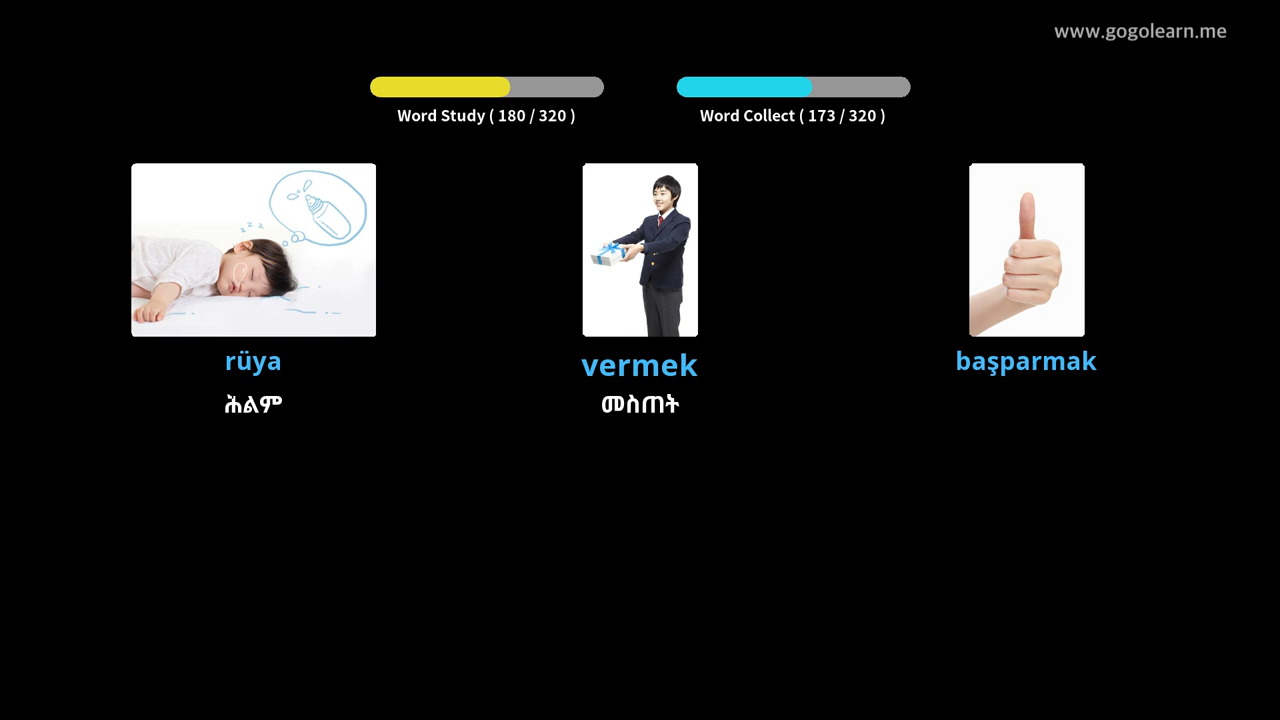 www.gogolearn.me
Word Study ( 180 / 320 )
Word Collect ( 173 / 320 )
rüya
vermek
başparmak
ሕልም
መስጠት